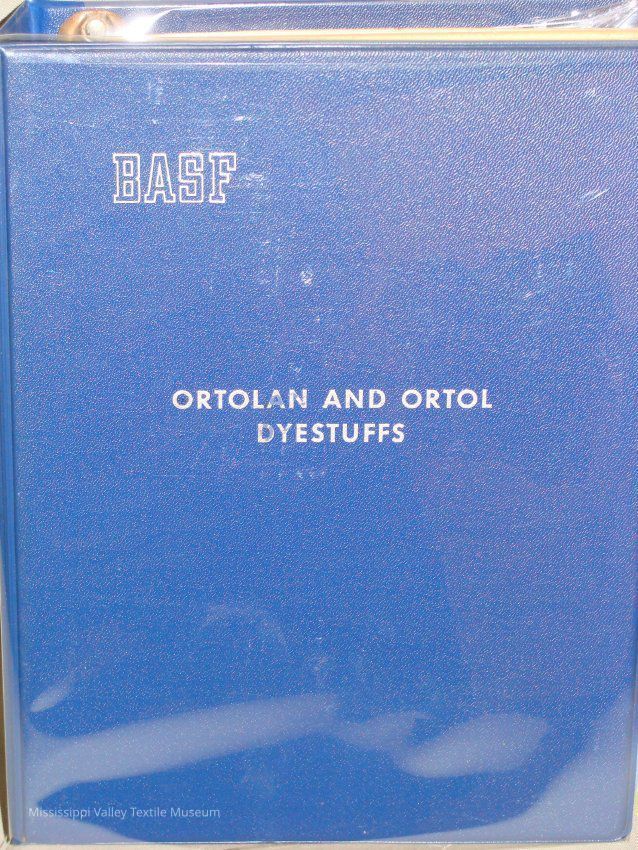 BASF
ORTOLAN AND ORTOL
DYESTUFFS
Mississippi Valley Textile Museum